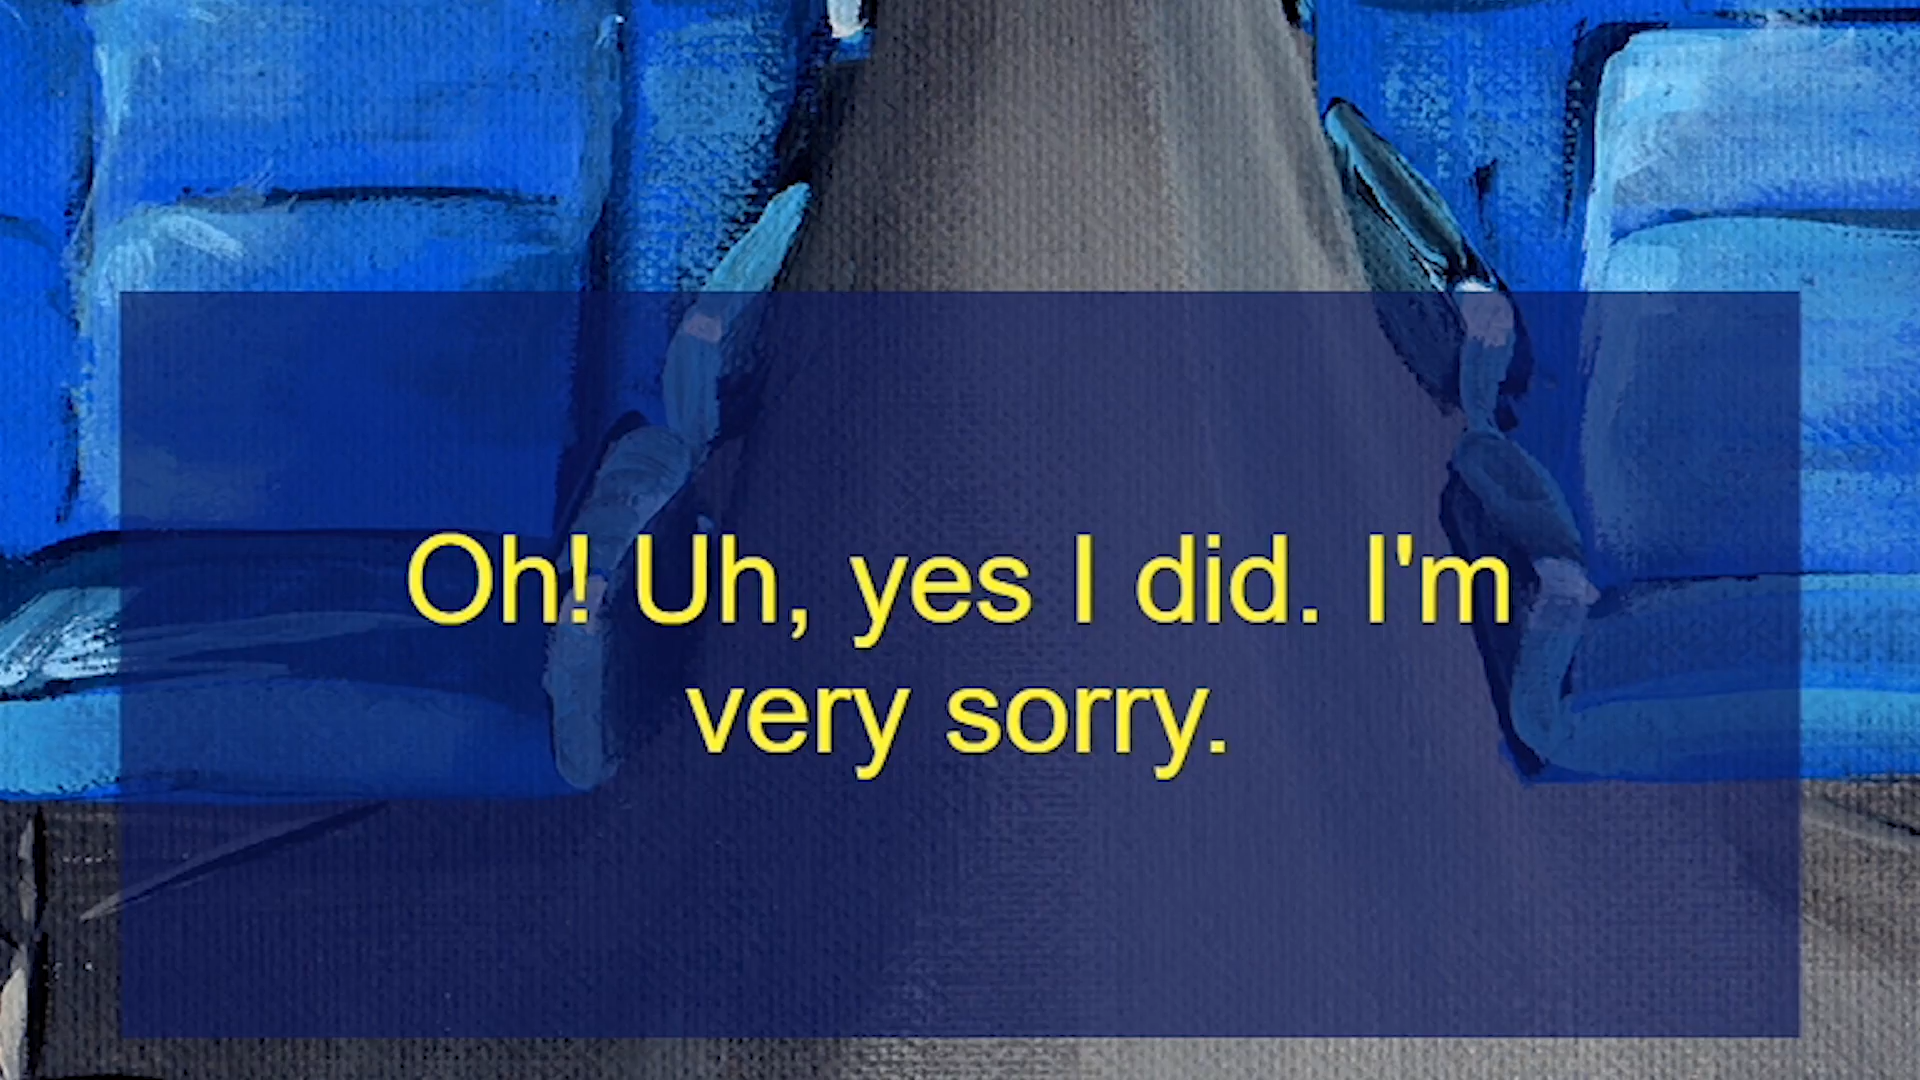 Oh! Uh, yes I did. I'm
very sorry.